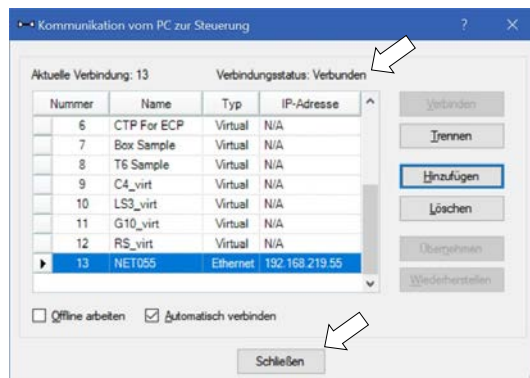 Kommunikation vom PC zur Steuerung
Aktuelle Verbindung: 13 Verbindungsstatus: Verbunden
Nummer Name Typ IP-Adresse
6 CTP For ECP Virtual N/A
7 Box Sample Virtual N/A
8 T6 Sample Virtual N/A
9 C4_virt Virtual N/A
10 LS3_virt Virtual N/A
11 G10_virt Virtual N/A
12 RS_virt Virtual N/A
13 NET055 Ethernet 192.168.219.55
Verbinden
Trennen
Hinzufügen
Löschen
Übernehmen
Wiederherstellen
Offline arbeiten Automatisch verbinden
Schließen